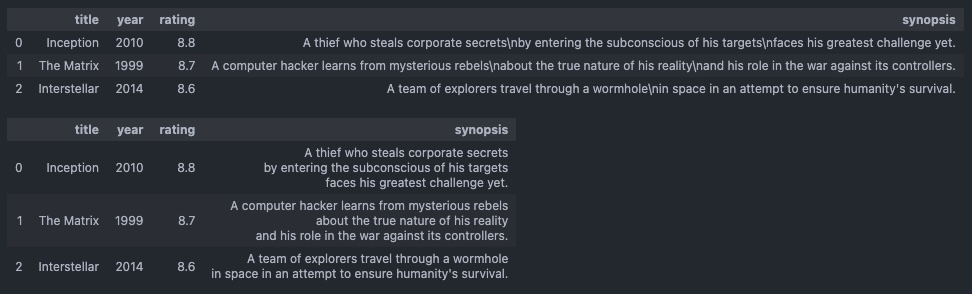 title year rating synopsis
0 Inception 2010 8.8 A thief who steals corporate secrets\nby entering the subconscious of his targets\nfaces his greatest challenge yet.
1 The Matrix 1999 8.7 A computer hacker learns from mysterious rebels\nabout the true nature of his reality\nand his role in the war against its controllers.
2 Interstellar 2014 8.6 A team of explorers travel through a wormhole\nin space in an attempt to ensure humanity's survival.
title year rating synopsis
A thief who steals corporate secrets
0 Inception 2010 8.8 by entering the subconscious of his targets
faces his greatest challenge yet.
A computer hacker learns from mysterious rebels
1 The Matrix 1999 8.7 about the true nature of his reality
and his role in the war against its controllers.
2 Interstellar 2014 8.6 A team of explorers travel through a wormhole
in space in an attempt to ensure humanity's survival.